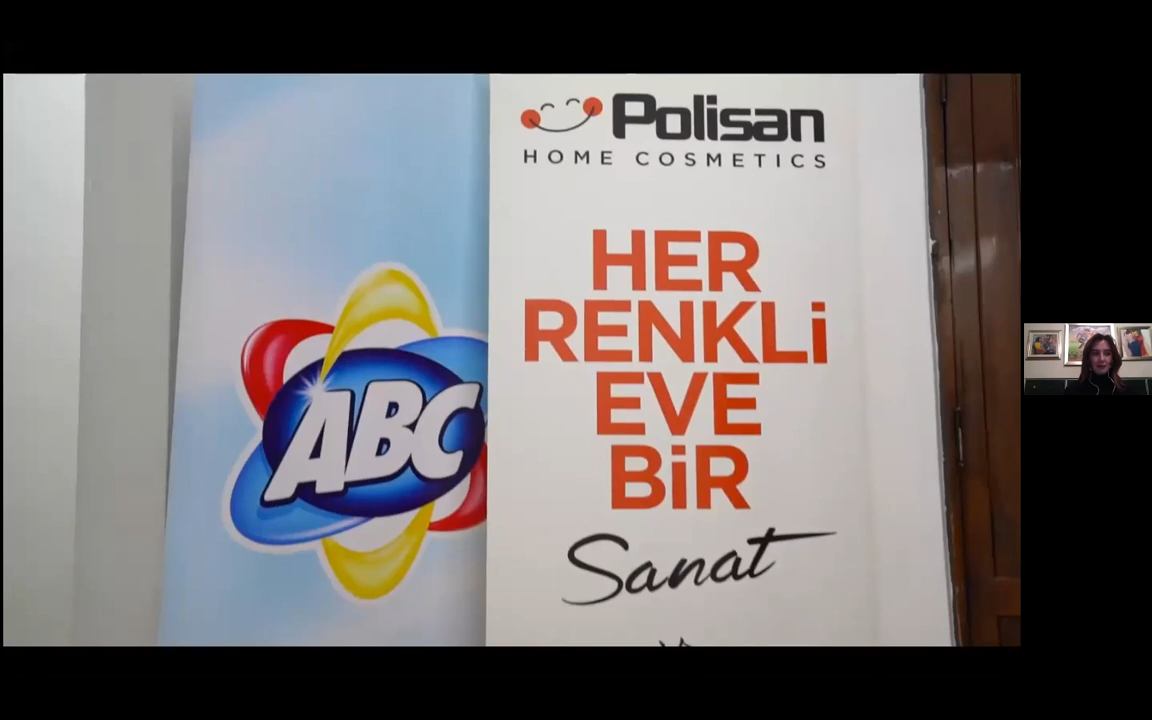 ABC
Polisan
HOME COSMETICS
HER
RENKLi
EVE
BiR
Sanat